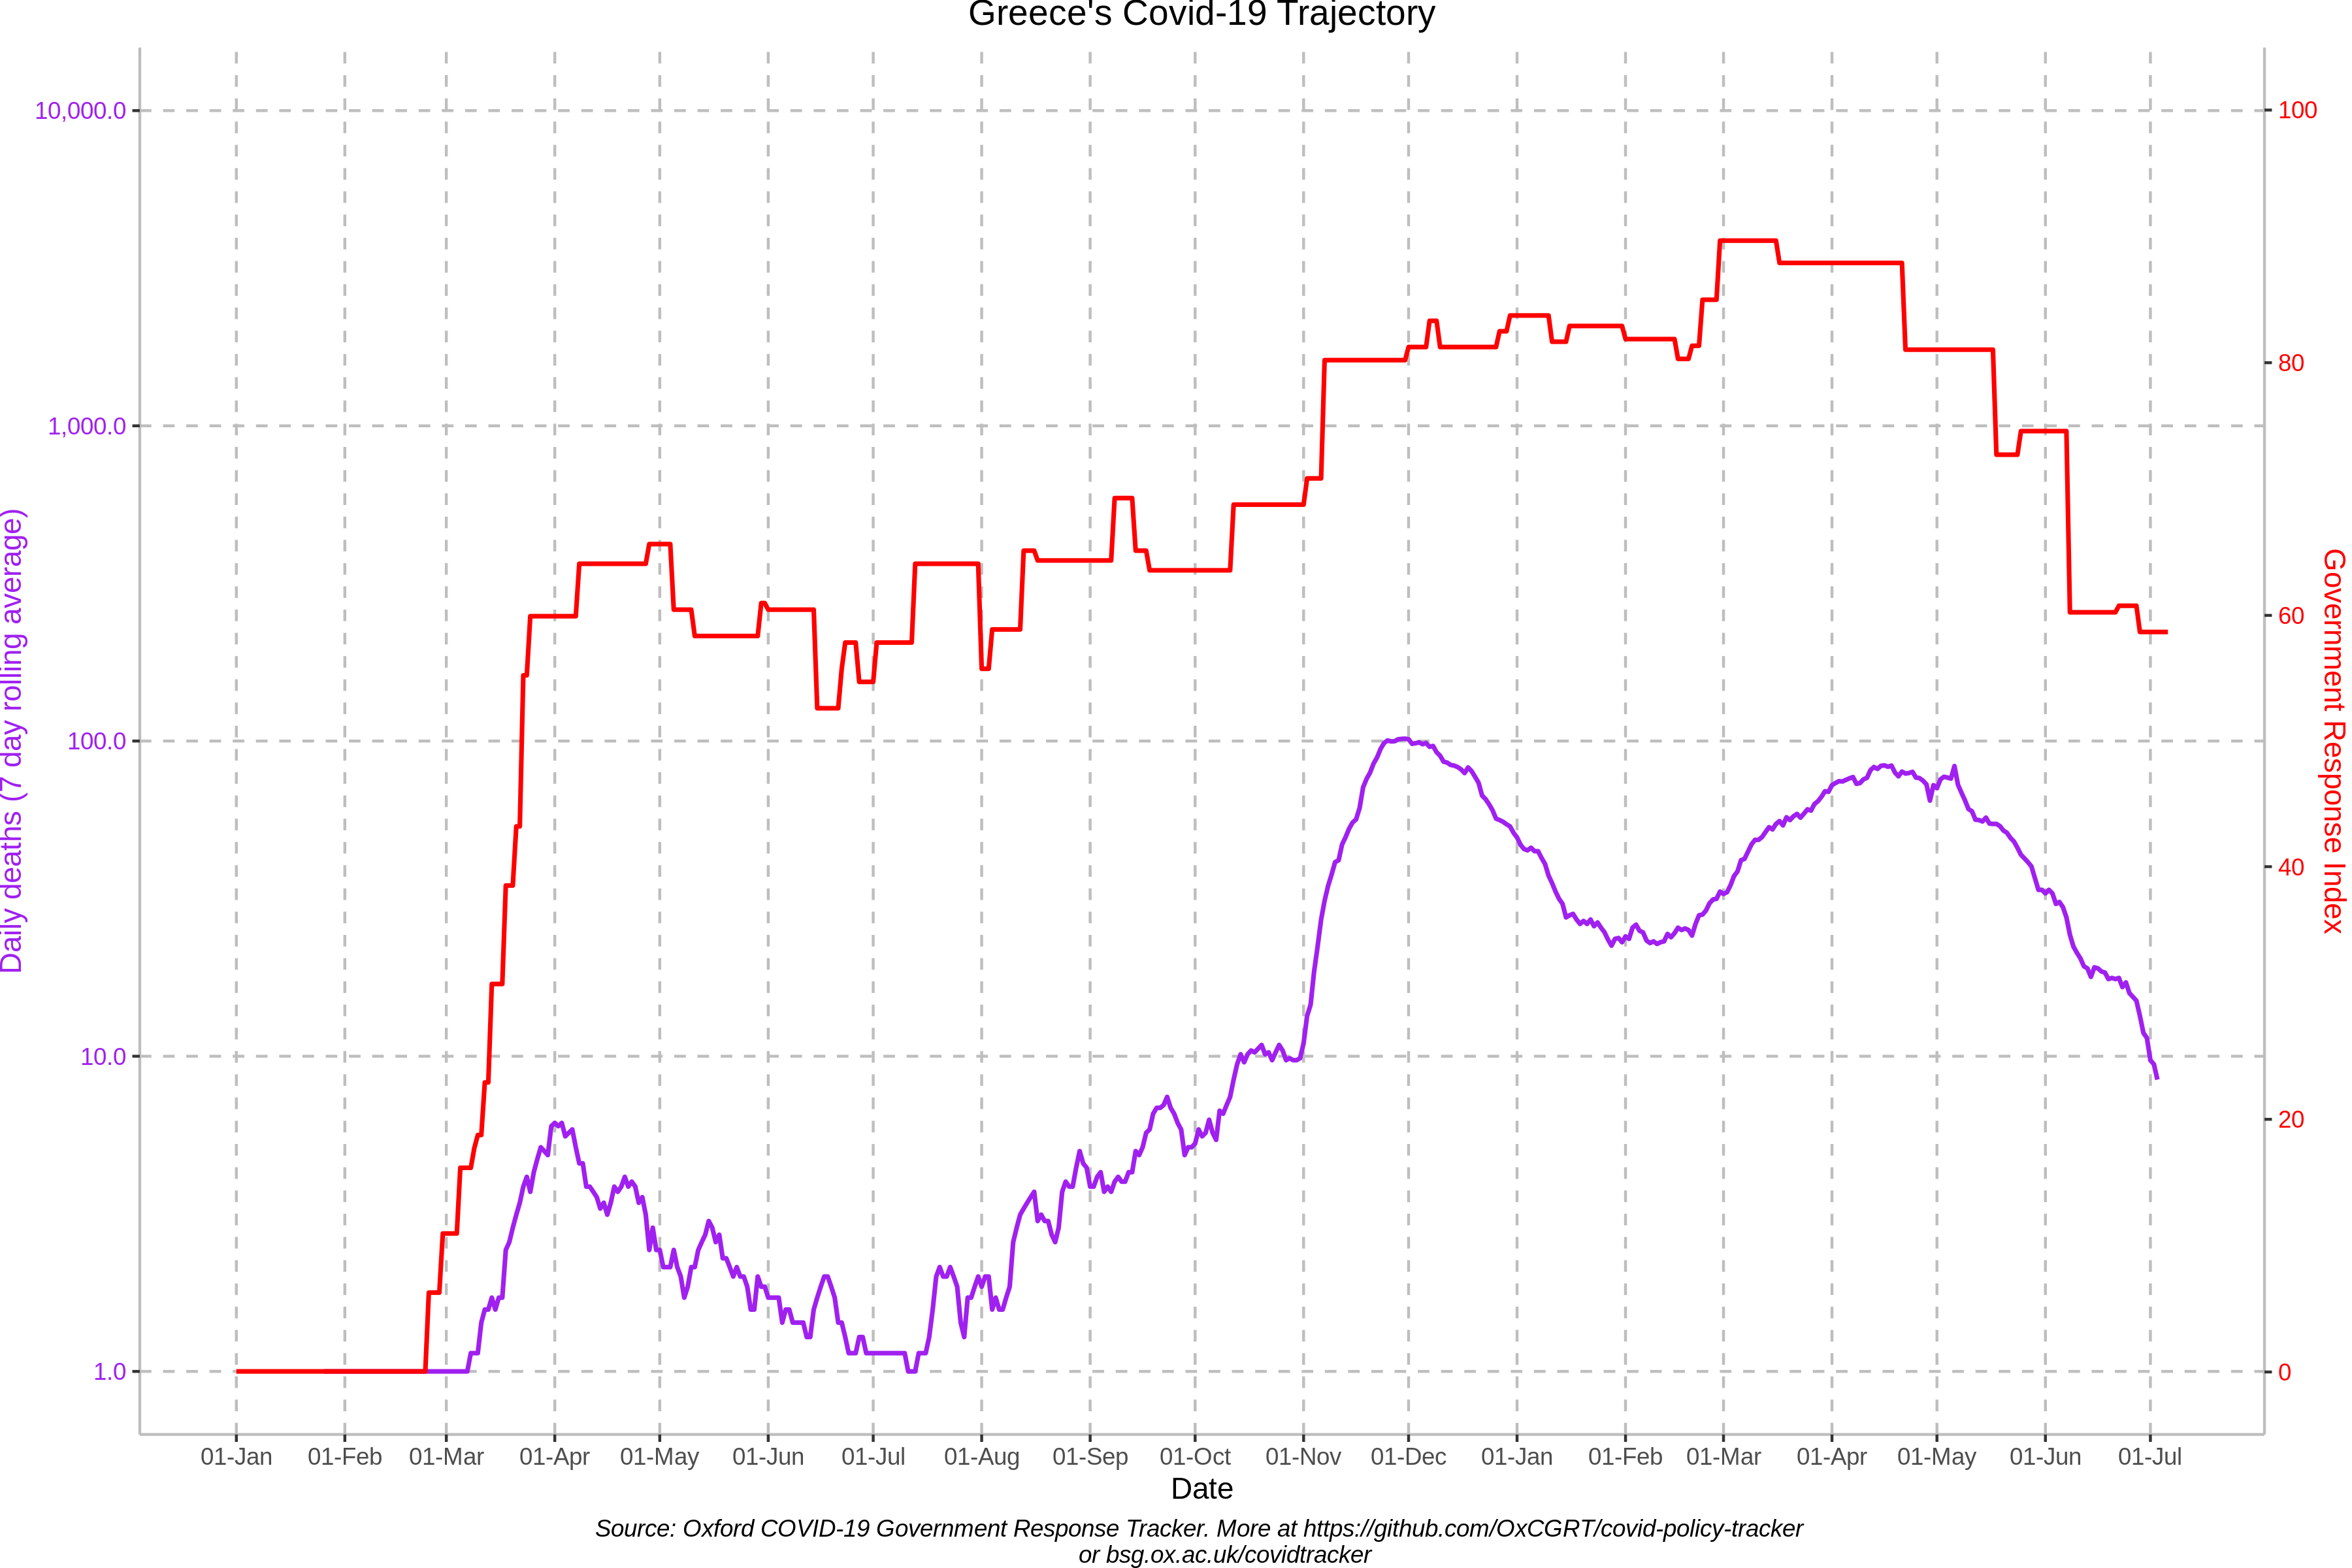 Greece's Covid-19 Trajectory
10,000.0
1,000.0
100.0
10.0
1.0
Daily deaths (7 day rolling average)
100
80
60
40
20
0
Government Response Index
01-Jan 01-Feb 01-Mar 01-Apr 01-May 01-Jun 01-Jul 01-Aug 01-Sep 01-Oct 01-Nov 01-Dec 01-Jan 01-Feb 01-Mar 01-Apr 01-May 01-Jun 01-Jul
Date
Source: Oxford COVID-19 Government Response Tracker. More at https://github.com/OxCGRT/covid-policy-tracker
or bsg.ox.ac.uk/covidtracker